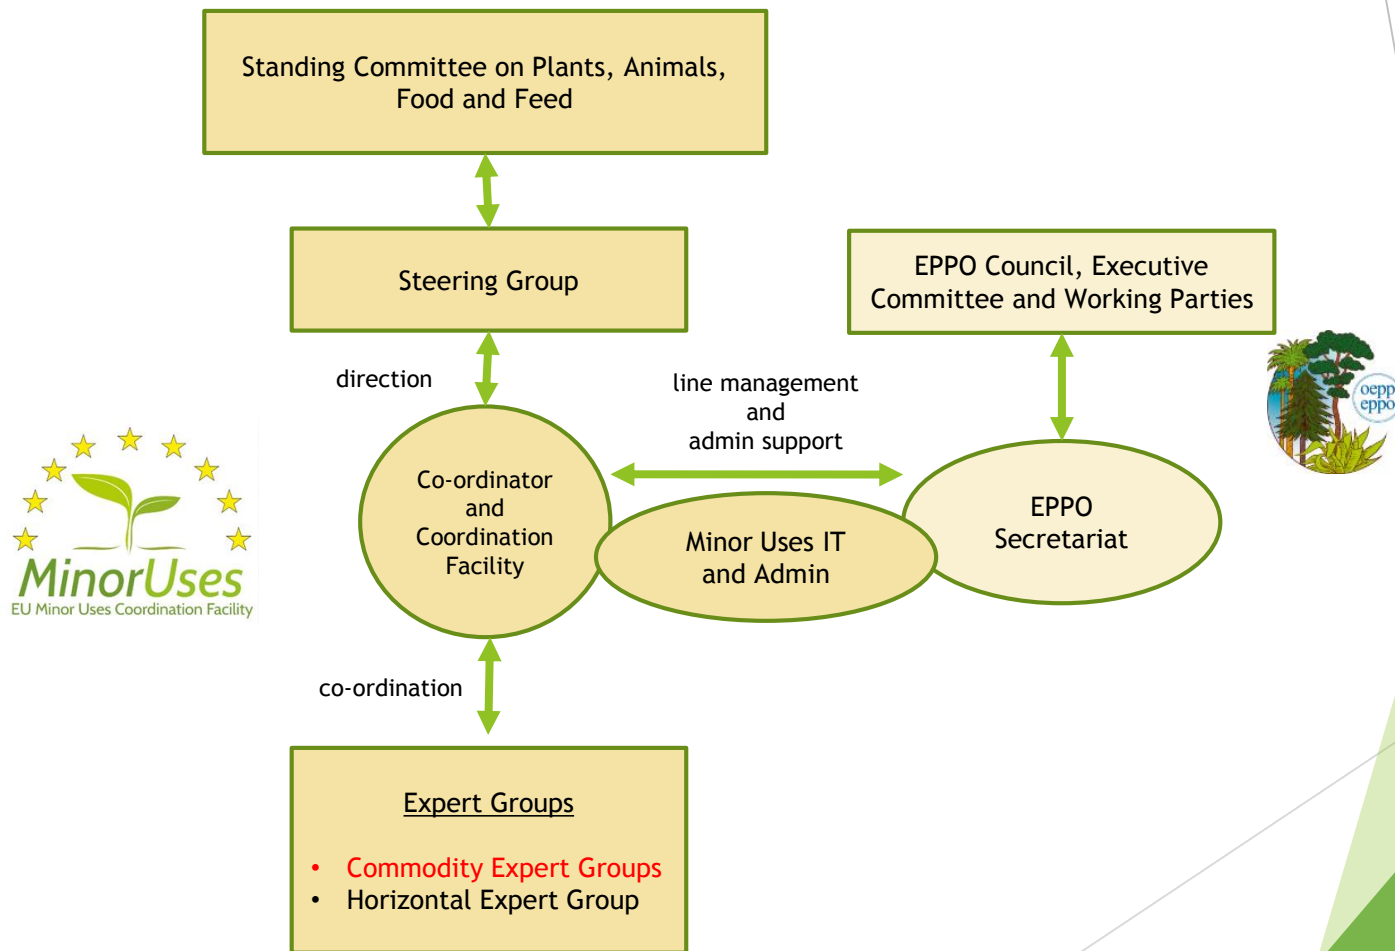 Standing Committee on Plants, Animals,
Food and Feed
Steering Group
EPPO Council, Executive
Committee and Working Parties
direction
line management
and
admin support
oepp
eppo
Co-ordinator
and
Coordination
Facility
Minor Uses IT
and Admin
EPPO
Secretariat
MinorUses
EU Minor Uses Coordination Facility
co-ordination
Expert Groups
• Commodity Expert Groups
• Horizontal Expert Group